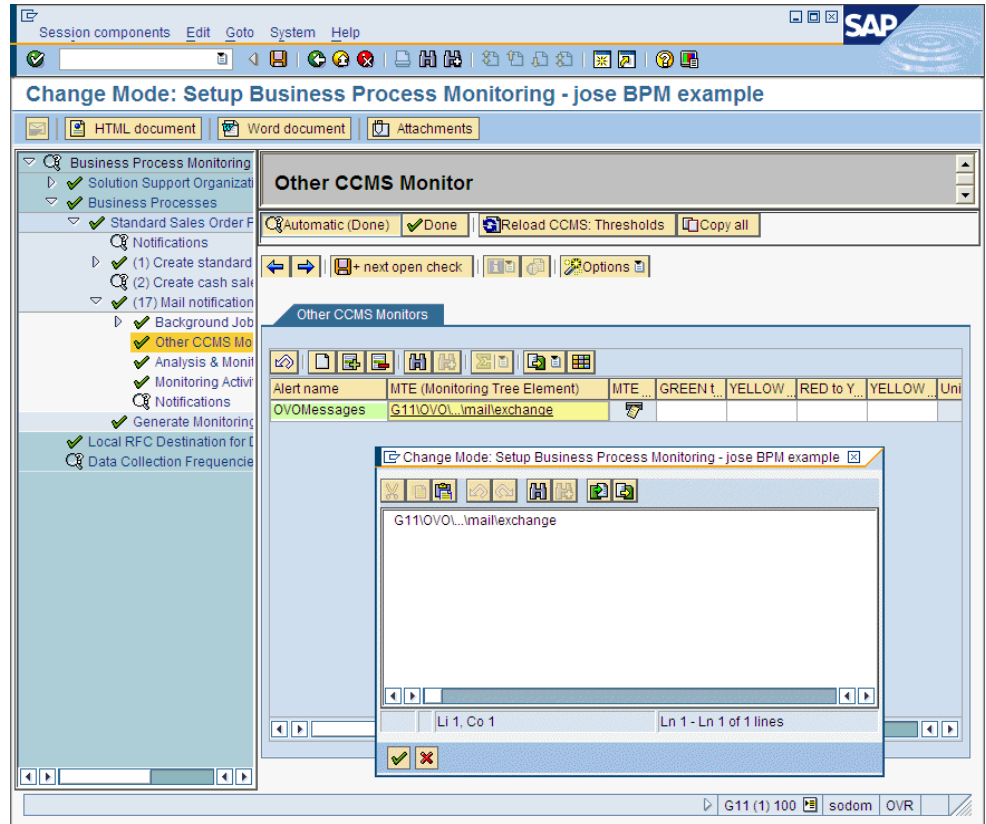 Session components Edit Goto System Help
SAP
Change Mode: Setup Business Process Monitoring - jose BPM example
HTML document Word document Attachments
Business Process Monitoring
Solution Support Organizati
Business Processes
Standard Sales Order F
Notifications
(1) Create standard
(2) Create cash sale
(17) Mail notification
Background Job
Other CCMS Mo
Analysis & Monit
Monitoring Activi
Notifications
Generate Monitoring
Local RFC Destination for D
Data Collection Frequencie
Other CCMS Monitor
Automatic (Done) Done Reload CCMS: Thresholds Copy all
+ next open check Options
Other CCMS Monitors
Alert name MTE (Monitoring Tree Element) MTE ... GREEN t... YELLOW ... RED to Y... YELLOW ... Uni
OVOMessages G11\OVO\...\mail\exchange
Change Mode: Setup Business Process Monitoring - jose BPM example
G11\OVO\...\mail\exchange
Li 1, Co 1 Ln 1 - Ln 1 of 1 lines
G11 (1) 100 sodom OVR